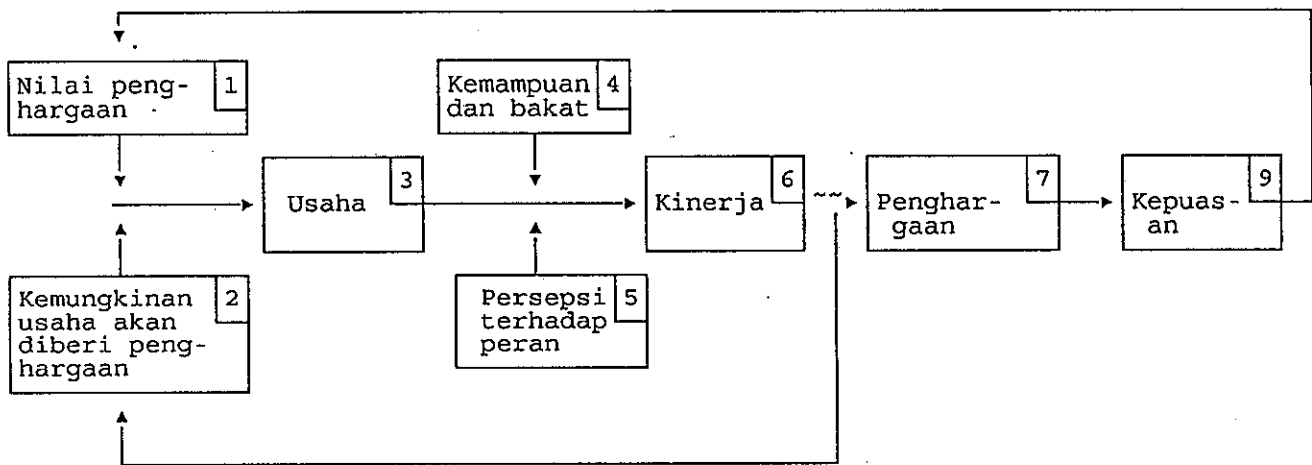 Nilai peng-
hargaan
1
Kemampuan
dan bakat
4
Usaha
3
Kinerja
6
~~
Penghar-
gaan
7
Kepuas-
an
9
Kemungkinan
usaha akan
diberi peng-
hargaan
2
Persepsi
terhadap
peran
5